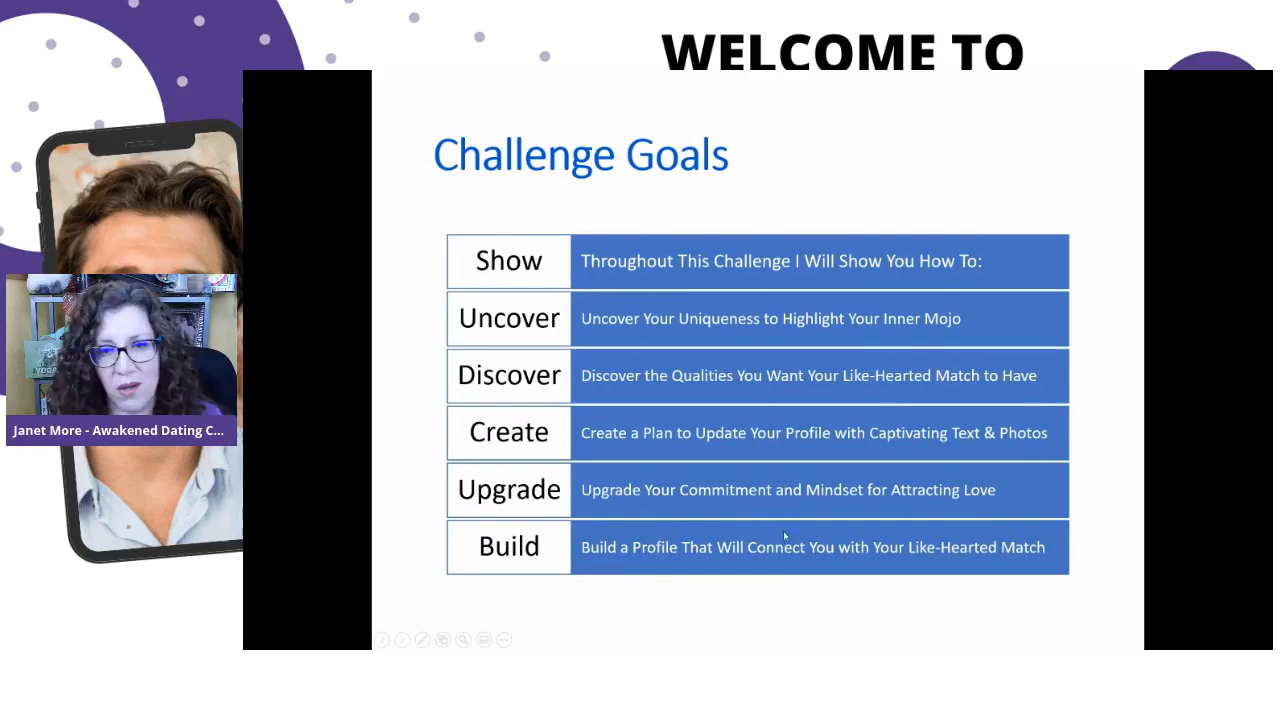 WELCOME TO
Challenge Goals
Show
Throughout This Challenge I Will Show You How To:
Uncover
Uncover Your Uniqueness to Highlight Your Inner Mojo
Discover
Discover the Qualities You Want Your Like-Hearted Match to Have
Create
Create a Plan to Update Your Profile with Captivating Text & Photos
Upgrade
Upgrade Your Commitment and Mindset for Attracting Love
Build
Build a Profile That Will Connect You with Your Like-Hearted Match
Janet More - Awakened Dating C...